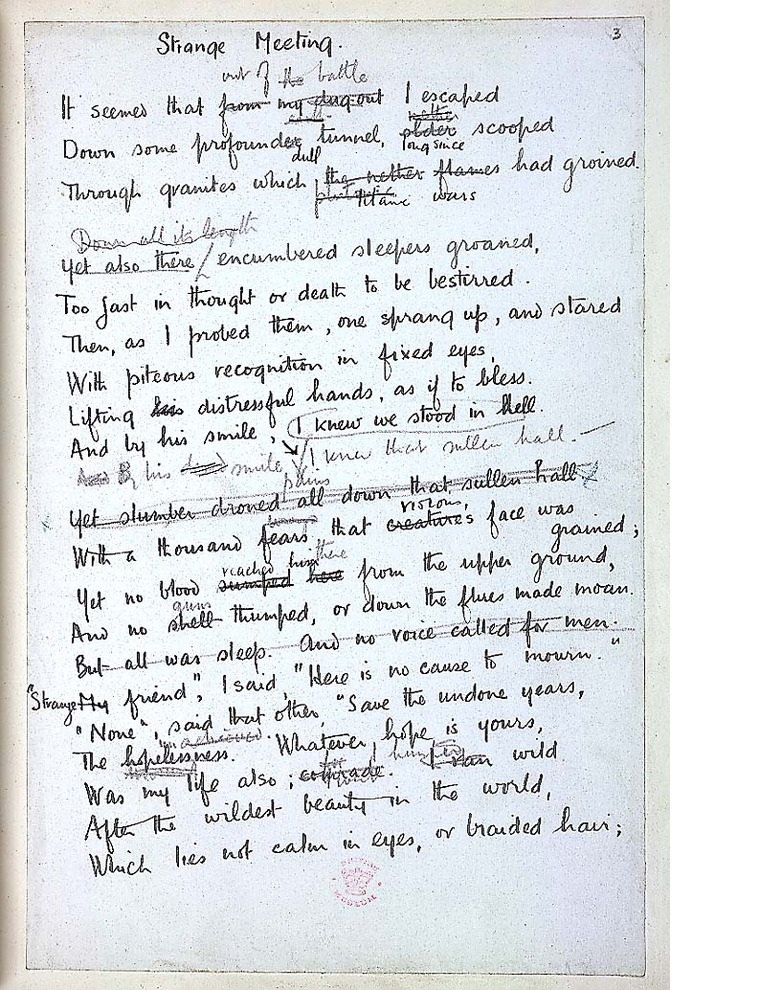 3
Strange Meeting.
out of the battle
It seemed that from my dug-out I escaped
nether
Down some profounder tunnel, older scooped
dull long since
Through granites which the nether flames had groined.
titanic wars
Down all its length
Yet also there encumbered sleepers groaned,
Too fast in thought or death to be bestirred.
Then, as I probed them, one sprang up, and stared
With piteous recognition in fixed eyes,
Lifting his distressful hands, as if to bless.
And by his smile, I knew we stood in Hell.
And By his smile I knew that sullen hall. —
pains
Yet slumber droned all down that sullen hall
visions,
With a thousand fears that creatures face was grained;
reached him there
Yet no blood sumped here from the upper ground,
guns
And no shell thumped, or down the flues made moan.
But all was sleep. And no voice called for men.
"Strange My friend", I said, "Here is no cause to mourn."
"None", said that other, "Save the undone years,
achieved
The hopelessness. Whatever hope is yours,
hunted
Was my life also; comrade. I ran wild
After the wildest beauty in the world,
Which lies not calm in eyes, or braided hair;
MUSEUM